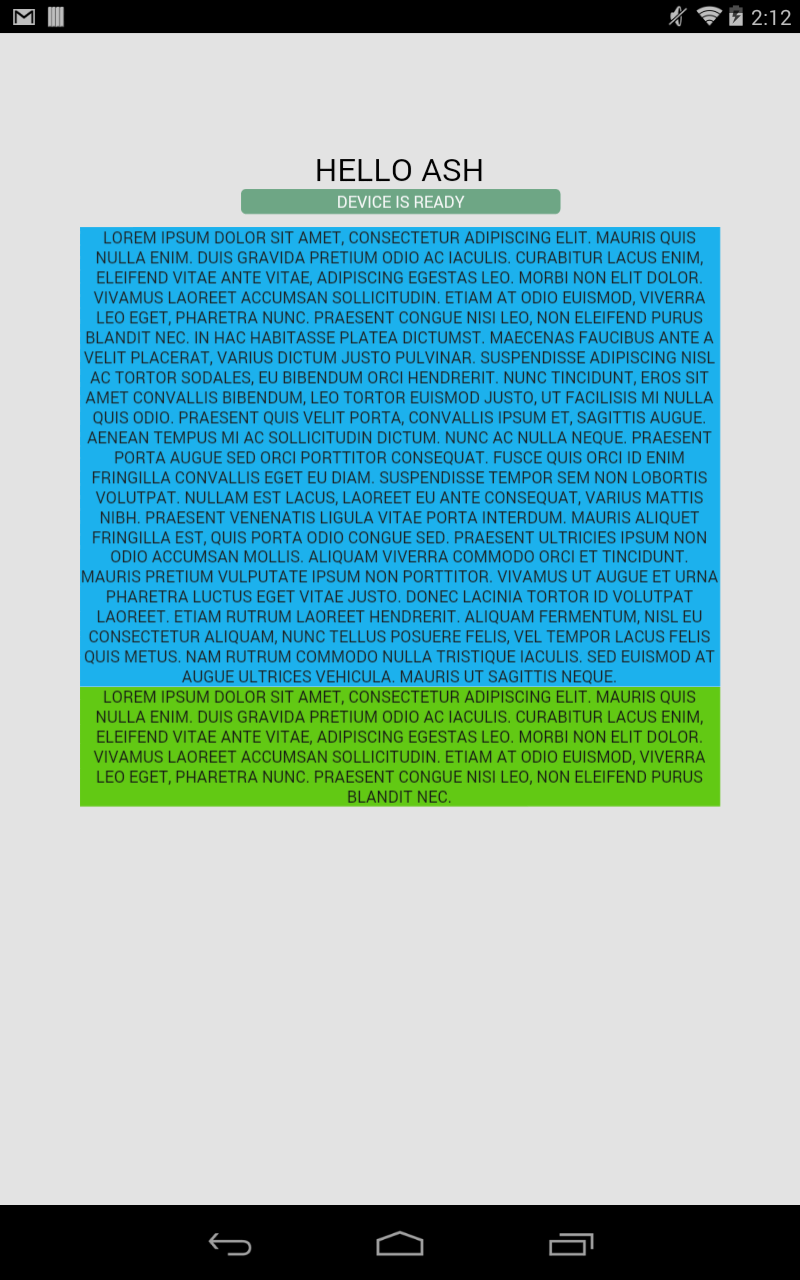 2:12
HELLO ASH
DEVICE IS READY
LOREM IPSUM DOLOR SIT AMET, CONSECTETUR ADIPISCING ELIT. MAURIS QUIS
NULLA ENIM. DUIS GRAVIDA PRETIUM ODIO AC IACULIS. CURABITUR LACUS ENIM,
ELEIFEND VITAE ANTE VITAE, ADIPISCING EGESTAS LEO. MORBI NON ELIT DOLOR.
VIVAMUS LAOREET ACCUMSAN SOLLICITUDIN. ETIAM AT ODIO EUISMOD, VIVERRA
LEO EGET, PHARETRA NUNC. PRAESENT CONGUE NISI LEO, NON ELEIFEND PURUS
BLANDIT NEC. IN HAC HABITASSE PLATEA DICTUMST. MAECENAS FAUCIBUS ANTE A
VELIT PLACERAT, VARIUS DICTUM JUSTO PULVINAR. SUSPENDISSE ADIPISCING NISL
AC TORTOR SODALES, EU BIBENDUM ORCI HENDRERIT. NUNC TINCIDUNT, EROS SIT
AMET CONVALLIS BIBENDUM, LEO TORTOR EUISMOD JUSTO, UT FACILISIS MI NULLA
QUIS ODIO. PRAESENT QUIS VELIT PORTA, CONVALLIS IPSUM ET, SAGITTIS AUGUE.
AENEAN TEMPUS MI AC SOLLICITUDIN DICTUM. NUNC AC NULLA NEQUE. PRAESENT
PORTA AUGUE SED ORCI PORTTITOR CONSEQUAT. FUSCE QUIS ORCI ID ENIM
FRINGILLA CONVALLIS EGET EU DIAM. SUSPENDISSE TEMPOR SEM NON LOBORTIS
VOLUTPAT. NULLAM EST LACUS, LAOREET EU ANTE CONSEQUAT, VARIUS MATTIS
NIBH. PRAESENT VENENATIS LIGULA VITAE PORTA INTERDUM. MAURIS ALIQUET
FRINGILLA EST, QUIS PORTA ODIO CONGUE SED. PRAESENT ULTRICIES IPSUM NON
ODIO ACCUMSAN MOLLIS. ALIQUAM VIVERRA COMMODO ORCI ET TINCIDUNT.
MAURIS PRETIUM VULPUTATE IPSUM NON PORTTITOR. VIVAMUS UT AUGUE ET URNA
PHARETRA LUCTUS EGET VITAE JUSTO. DONEC LACINIA TORTOR ID VOLUTPAT
LAOREET. ETIAM RUTRUM LAOREET HENDRERIT. ALIQUAM FERMENTUM, NISL EU
CONSECTETUR ALIQUAM, NUNC TELLUS POSUERE FELIS, VEL TEMPOR LACUS FELIS
QUIS METUS. NAM RUTRUM COMMODO NULLA TRISTIQUE IACULIS. SED EUISMOD AT
AUGUE ULTRICES VEHICULA. MAURIS UT SAGITTIS NEQUE.
LOREM IPSUM DOLOR SIT AMET, CONSECTETUR ADIPISCING ELIT. MAURIS QUIS
NULLA ENIM. DUIS GRAVIDA PRETIUM ODIO AC IACULIS. CURABITUR LACUS ENIM,
ELEIFEND VITAE ANTE VITAE, ADIPISCING EGESTAS LEO. MORBI NON ELIT DOLOR.
VIVAMUS LAOREET ACCUMSAN SOLLICITUDIN. ETIAM AT ODIO EUISMOD, VIVERRA
LEO EGET, PHARETRA NUNC. PRAESENT CONGUE NISI LEO, NON ELEIFEND PURUS
BLANDIT NEC.